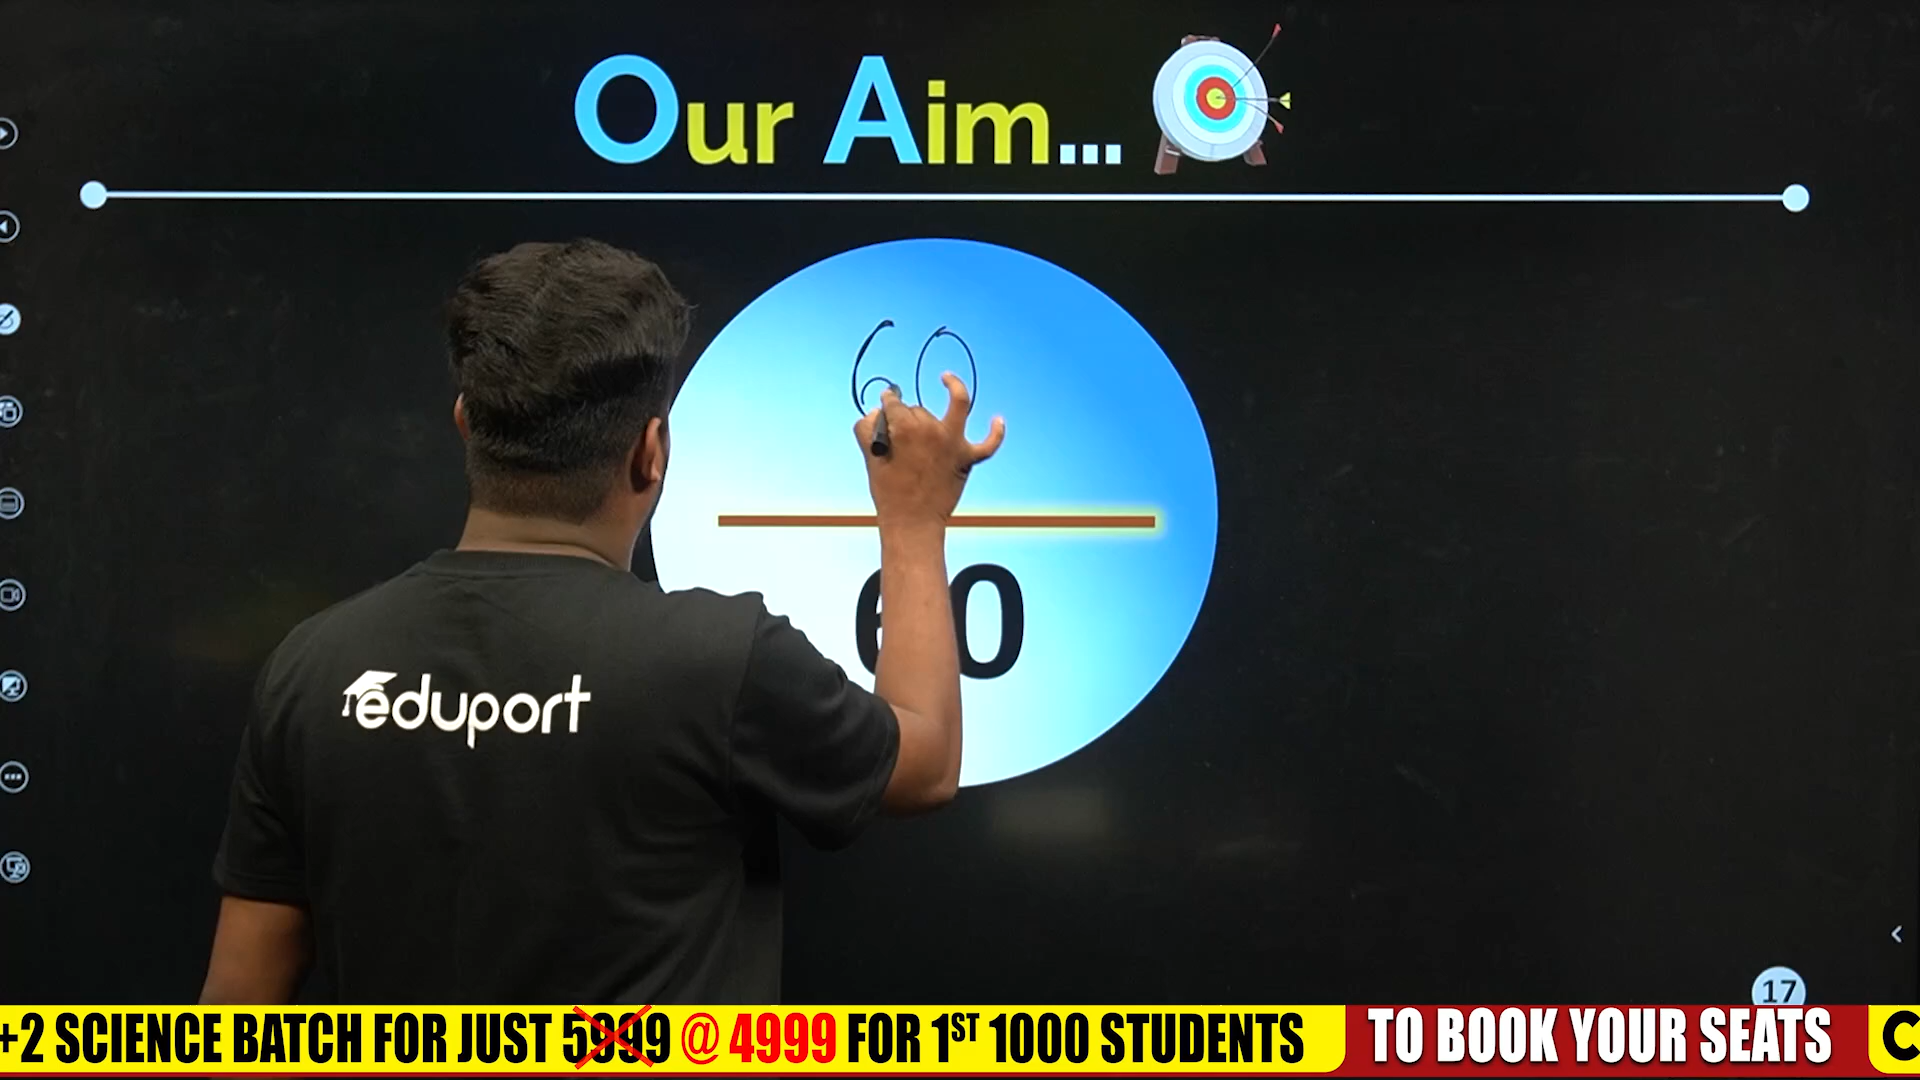 Our Aim...
60
60
eduport
17
+2 SCIENCE BATCH FOR JUST 5999 @ 4999 FOR 1ST 1000 STUDENTS
TO BOOK YOUR SEATS